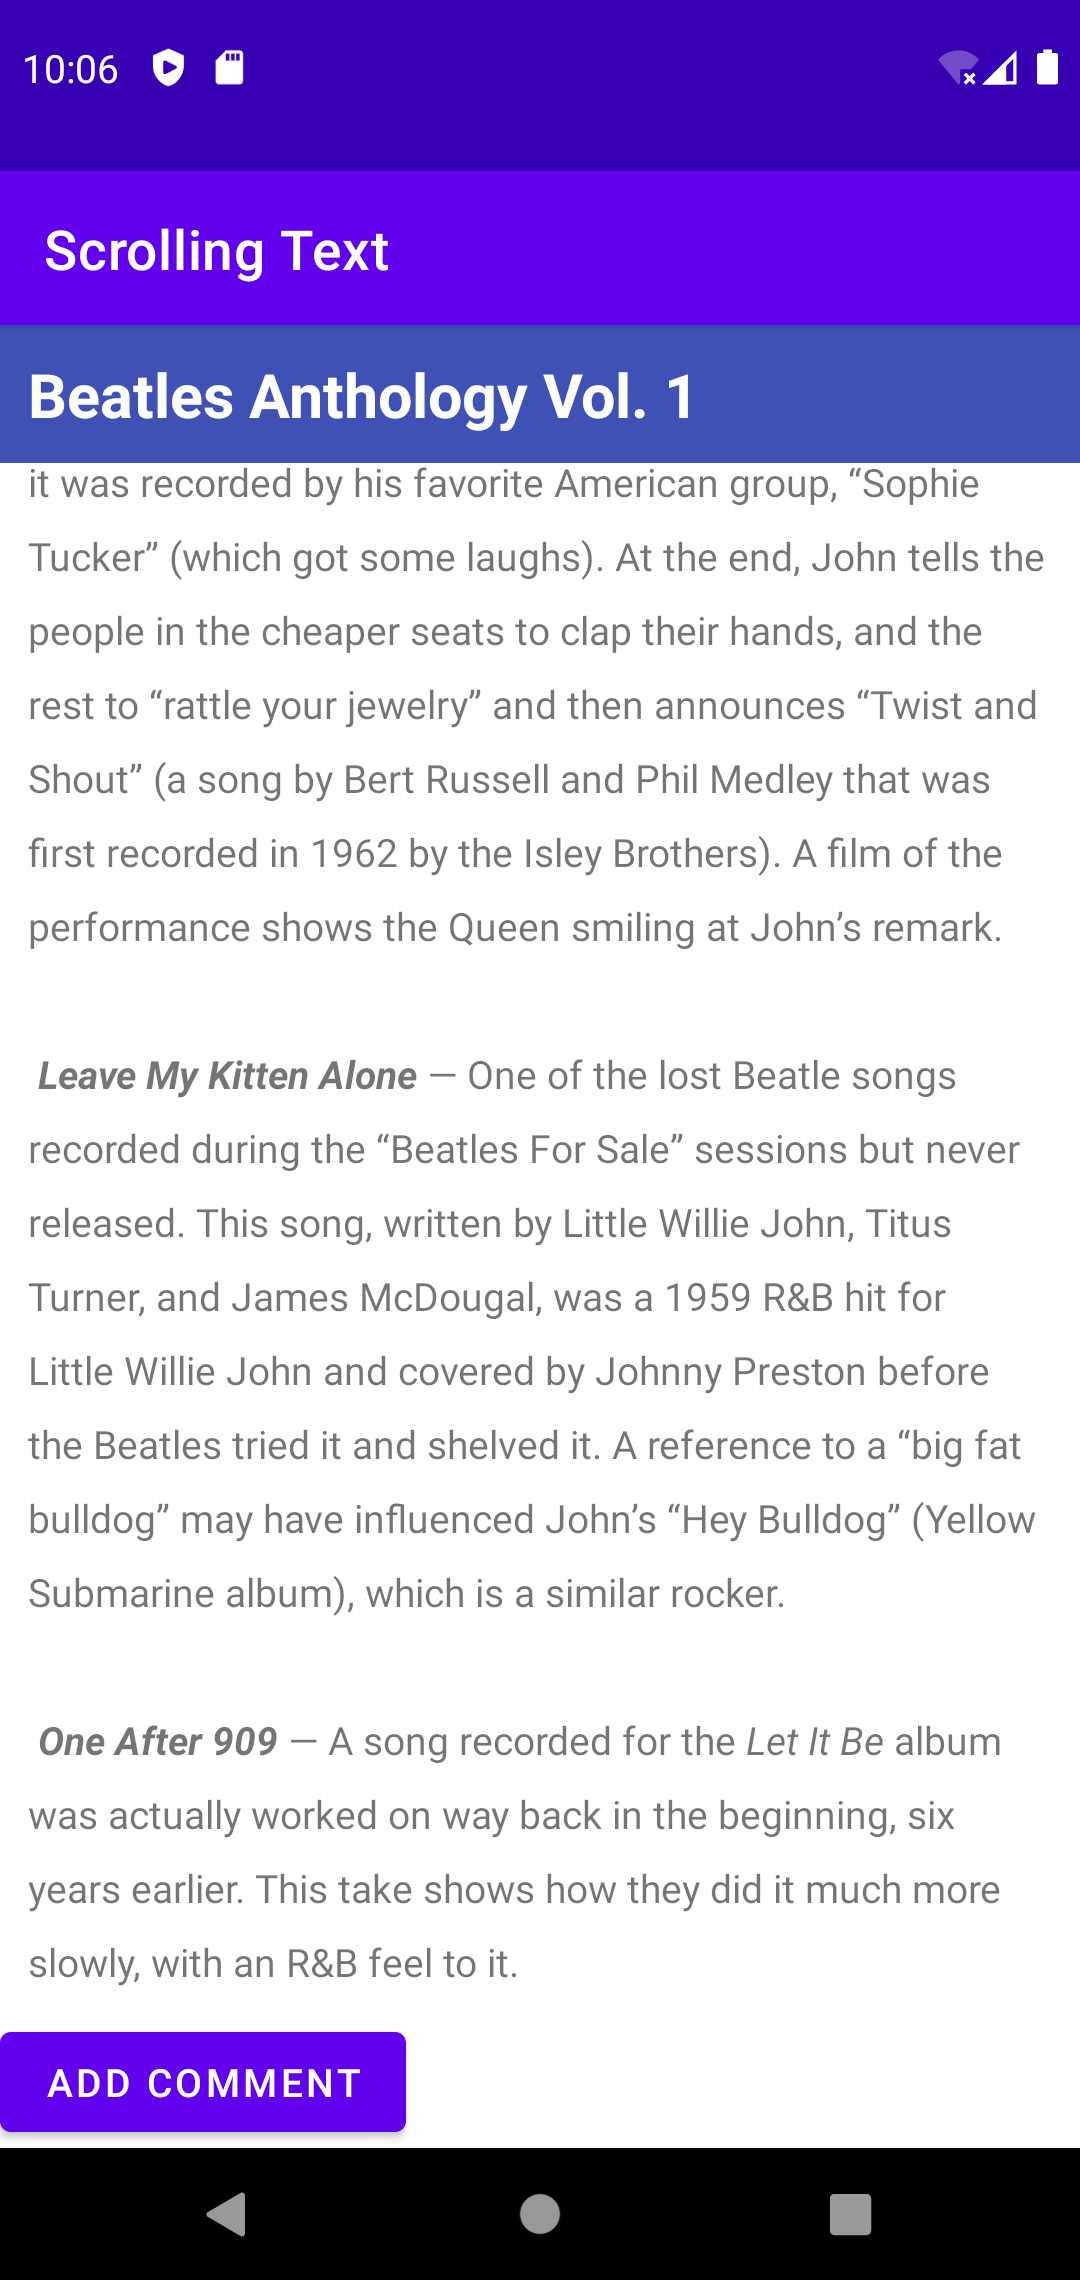 10:06
Scrolling Text
Beatles Anthology Vol. 1
it was recorded by his favorite American group, “Sophie
Tucker” (which got some laughs). At the end, John tells the
people in the cheaper seats to clap their hands, and the
rest to “rattle your jewelry” and then announces “Twist and
Shout” (a song by Bert Russell and Phil Medley that was
first recorded in 1962 by the Isley Brothers). A film of the
performance shows the Queen smiling at John’s remark.
Leave My Kitten Alone — One of the lost Beatle songs
recorded during the “Beatles For Sale” sessions but never
released. This song, written by Little Willie John, Titus
Turner, and James McDougal, was a 1959 R&B hit for
Little Willie John and covered by Johnny Preston before
the Beatles tried it and shelved it. A reference to a “big fat
bulldog” may have influenced John’s “Hey Bulldog” (Yellow
Submarine album), which is a similar rocker.
One After 909 — A song recorded for the Let It Be album
was actually worked on way back in the beginning, six
years earlier. This take shows how they did it much more
slowly, with an R&B feel to it.
ADD COMMENT